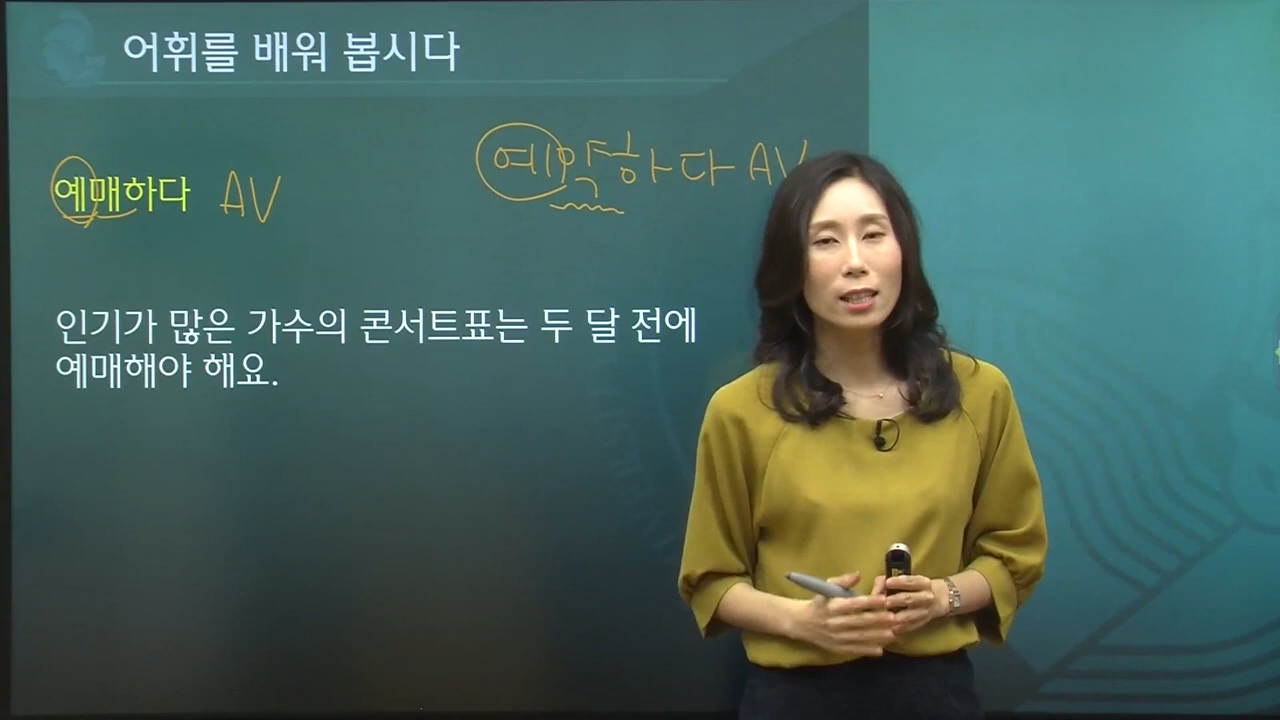 어휘를 배워 봅시다
예약하다 AV
예매하다 AV
인기가 많은 가수의 콘서트표는 두 달 전에
예매해야 해요.